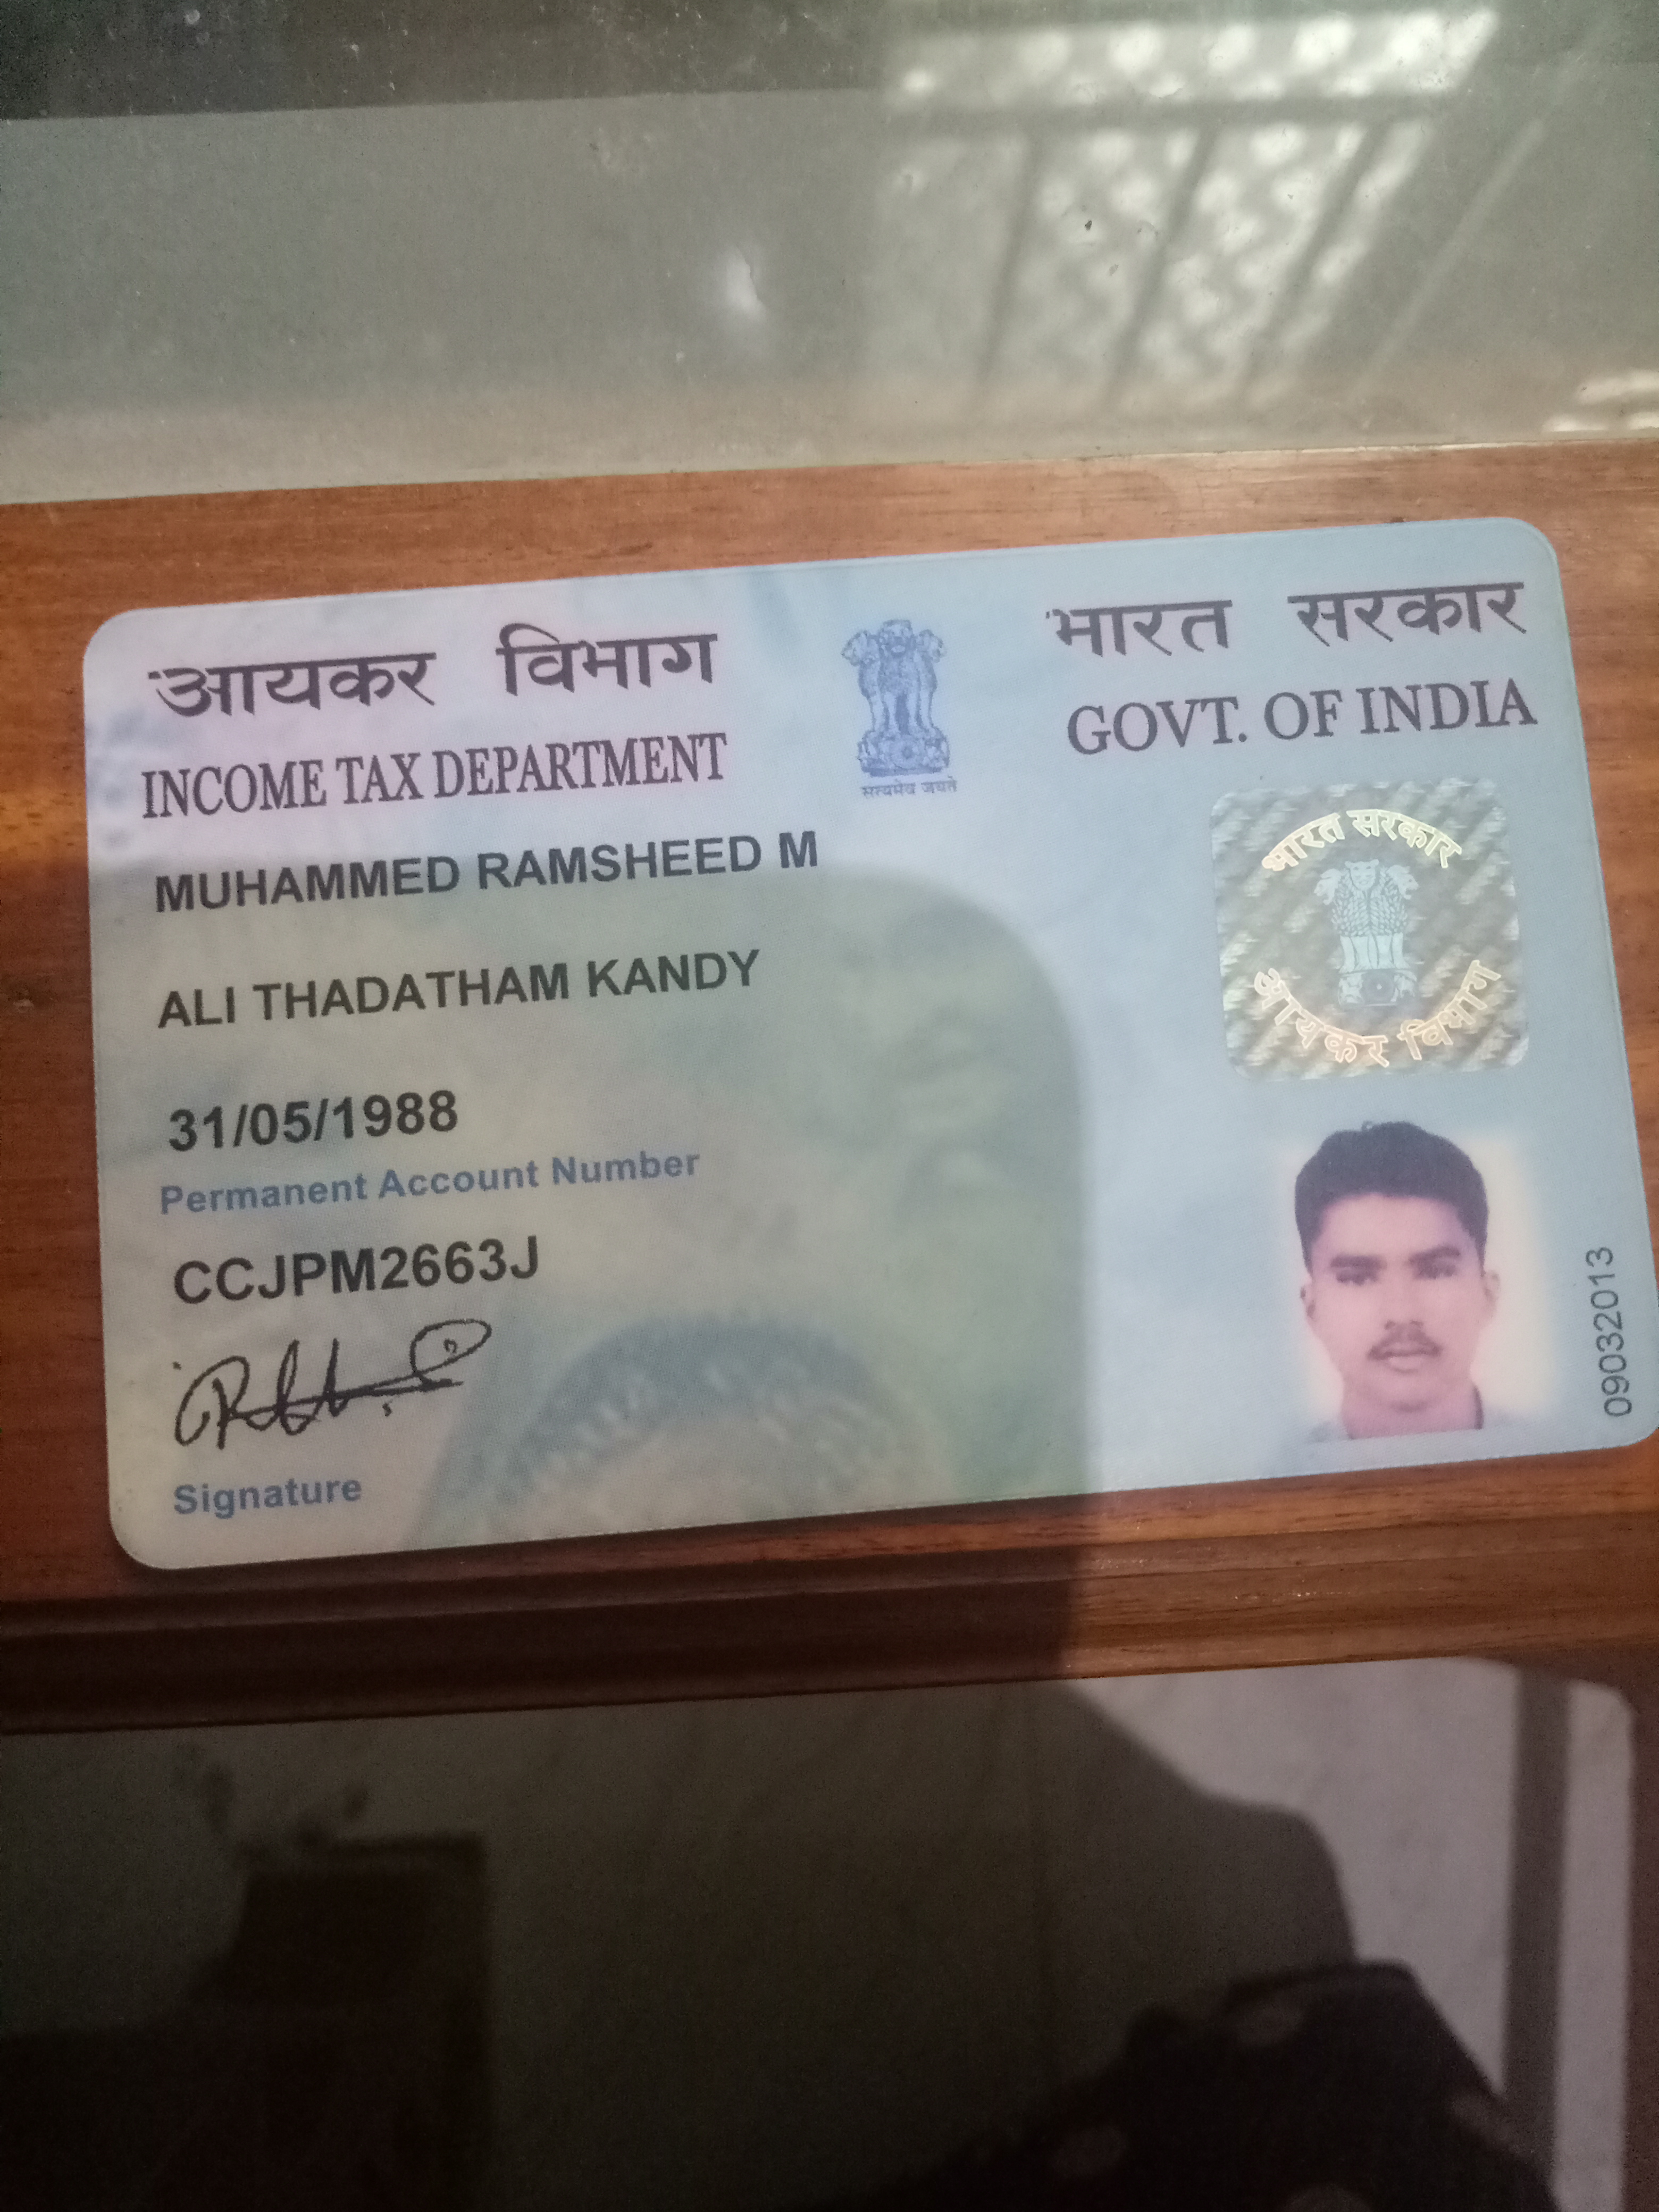 आयकर विभाग
INCOME TAX DEPARTMENT
सत्यमेव जयते
भारत सरकार
GOVT. OF INDIA
MUHAMMED RAMSHEED M
ALI THADATHAM KANDY
31/05/1988
Permanent Account Number
CCJPM2663J
Signature
भारत सरकार
आयकर विभाग
09032013